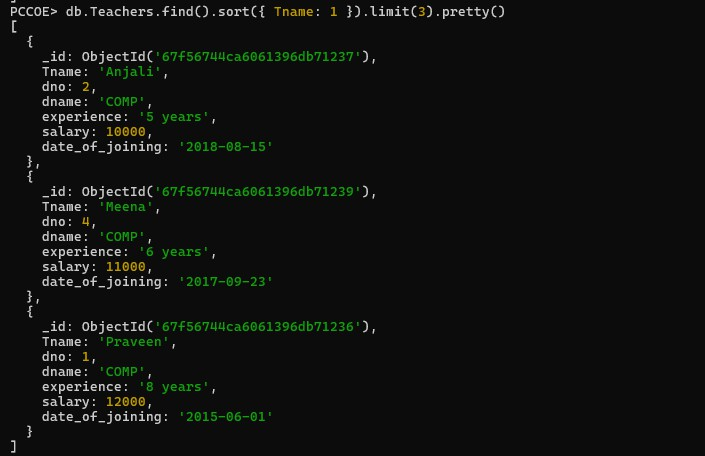 PCCOE> db.Teachers.find().sort({ Tname: 1 }).limit(3).pretty()
[
  {
    _id: ObjectId('67f56744ca6061396db71237'),
    Tname: 'Anjali',
    dno: 2,
    dname: 'COMP',
    experience: '5 years',
    salary: 10000,
    date_of_joining: '2018-08-15'
  },
  {
    _id: ObjectId('67f56744ca6061396db71239'),
    Tname: 'Meena',
    dno: 4,
    dname: 'COMP',
    experience: '6 years',
    salary: 11000,
    date_of_joining: '2017-09-23'
  },
  {
    _id: ObjectId('67f56744ca6061396db71236'),
    Tname: 'Praveen',
    dno: 1,
    dname: 'COMP',
    experience: '8 years',
    salary: 12000,
    date_of_joining: '2015-06-01'
  }
]